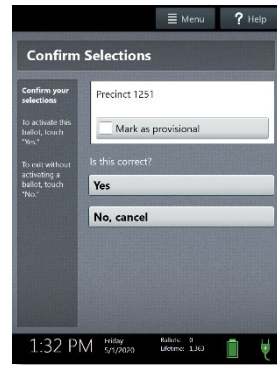 Menu
? Help
Confirm Selections
Confirm your
selections
To activate this
ballot, touch
"Yes."
To exit without
activating a
ballot, touch
"No."
Precinct 1251
Mark as provisional
Is this correct?
Yes
No, cancel
1:32 PM
Friday
5/1/2020
Ballots: 0
Lifetime: 1,363